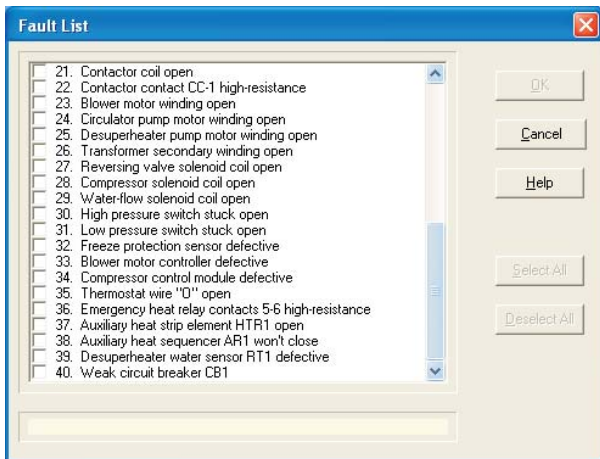 Fault List
21. Contactor coil open
22. Contactor contact CC-1 high-resistance
23. Blower motor winding open
24. Circulator pump motor winding open
25. Desuperheater pump motor winding open
26. Transformer secondary winding open
27. Reversing valve solenoid coil open
28. Compressor solenoid coil open
29. Water-flow solenoid coil open
30. High pressure switch stuck open
31. Low pressure switch stuck open
32. Freeze protection sensor defective
33. Blower motor controller defective
34. Compressor control module defective
35. Thermostat wire "O" open
36. Emergency heat relay contacts 5-6 high-resistance
37. Auxiliary heat strip element HTR1 open
38. Auxiliary heat sequencer AR1 won't close
39. Desuperheater water sensor RT1 defective
40. Weak circuit breaker CB1
OK
Cancel
Help
Select All
Deselect All